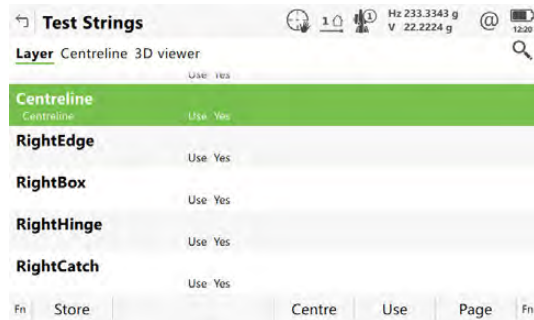 Test Strings
1
1
Hz 233.3343 g
V 22.2224 g
@
12:20
Layer Centreline 3D viewer
Use Yes
Centreline
Centreline Use Yes
RightEdge
Use Yes
RightBox
Use Yes
RightHinge
Use Yes
RightCatch
Use Yes
Fn Store Centre Use Page Fn